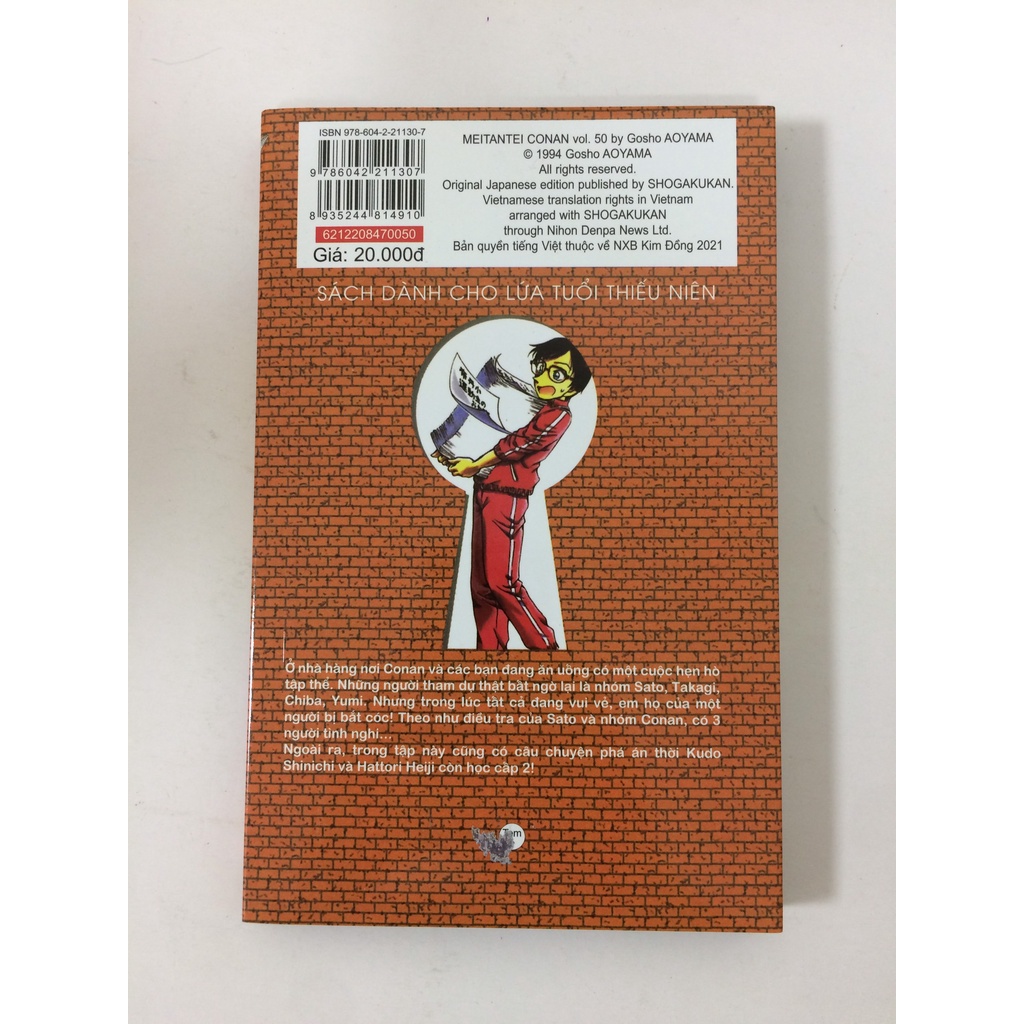 ISBN 978-604-2-21130-7
9 786042 211307
8 935244 814910
6212208470050
Giá: 20.000đ
MEITANTEI CONAN vol. 50 by Gosho AOYAMA
© 1994 Gosho AOYAMA
All rights reserved.
Original Japanese edition published by SHOGAKUKAN.
Vietnamese translation rights in Vietnam
arranged with SHOGAKUKAN
through Nihon Denpa News Ltd.
Bản quyền tiếng Việt thuộc về NXB Kim Đồng 2021
SÁCH DÀNH CHO LỨA TUỔI THIẾU NIÊN
Ở nhà hàng nơi Conan và các bạn đang ăn uống có một cuộc hẹn hò
tập thể. Những người tham dự thật bất ngờ lại là nhóm Sato, Takagi,
Chiba, Yumi. Nhưng trong lúc tất cả đang vui vẻ, em họ của một
người bị bắt cóc! Theo như điều tra của Sato và nhóm Conan, có 3
người tình nghi...
Ngoài ra, trong tập này cũng có câu chuyện phá án thời Kudo
Shinichi và Hattori Heiji còn học cấp 2!
Tem